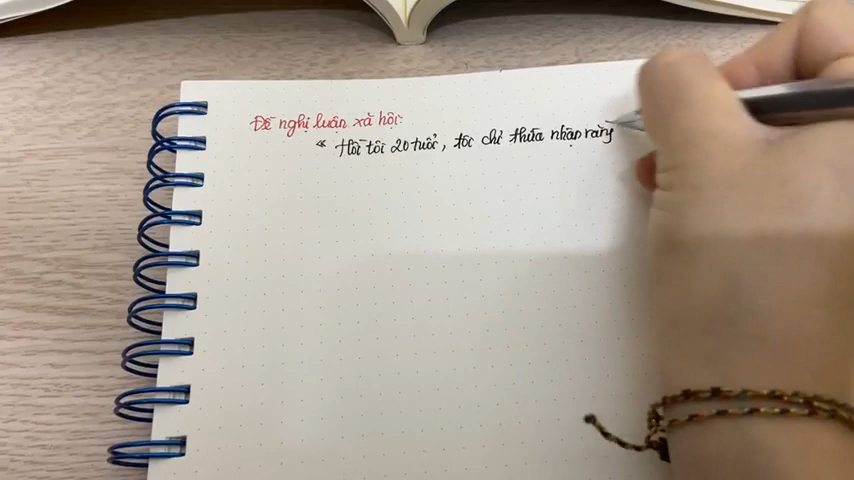 Đề nghị luận xã hội:
“ Hồi tôi 20 tuổi, tôi chỉ thừa nhận rằng